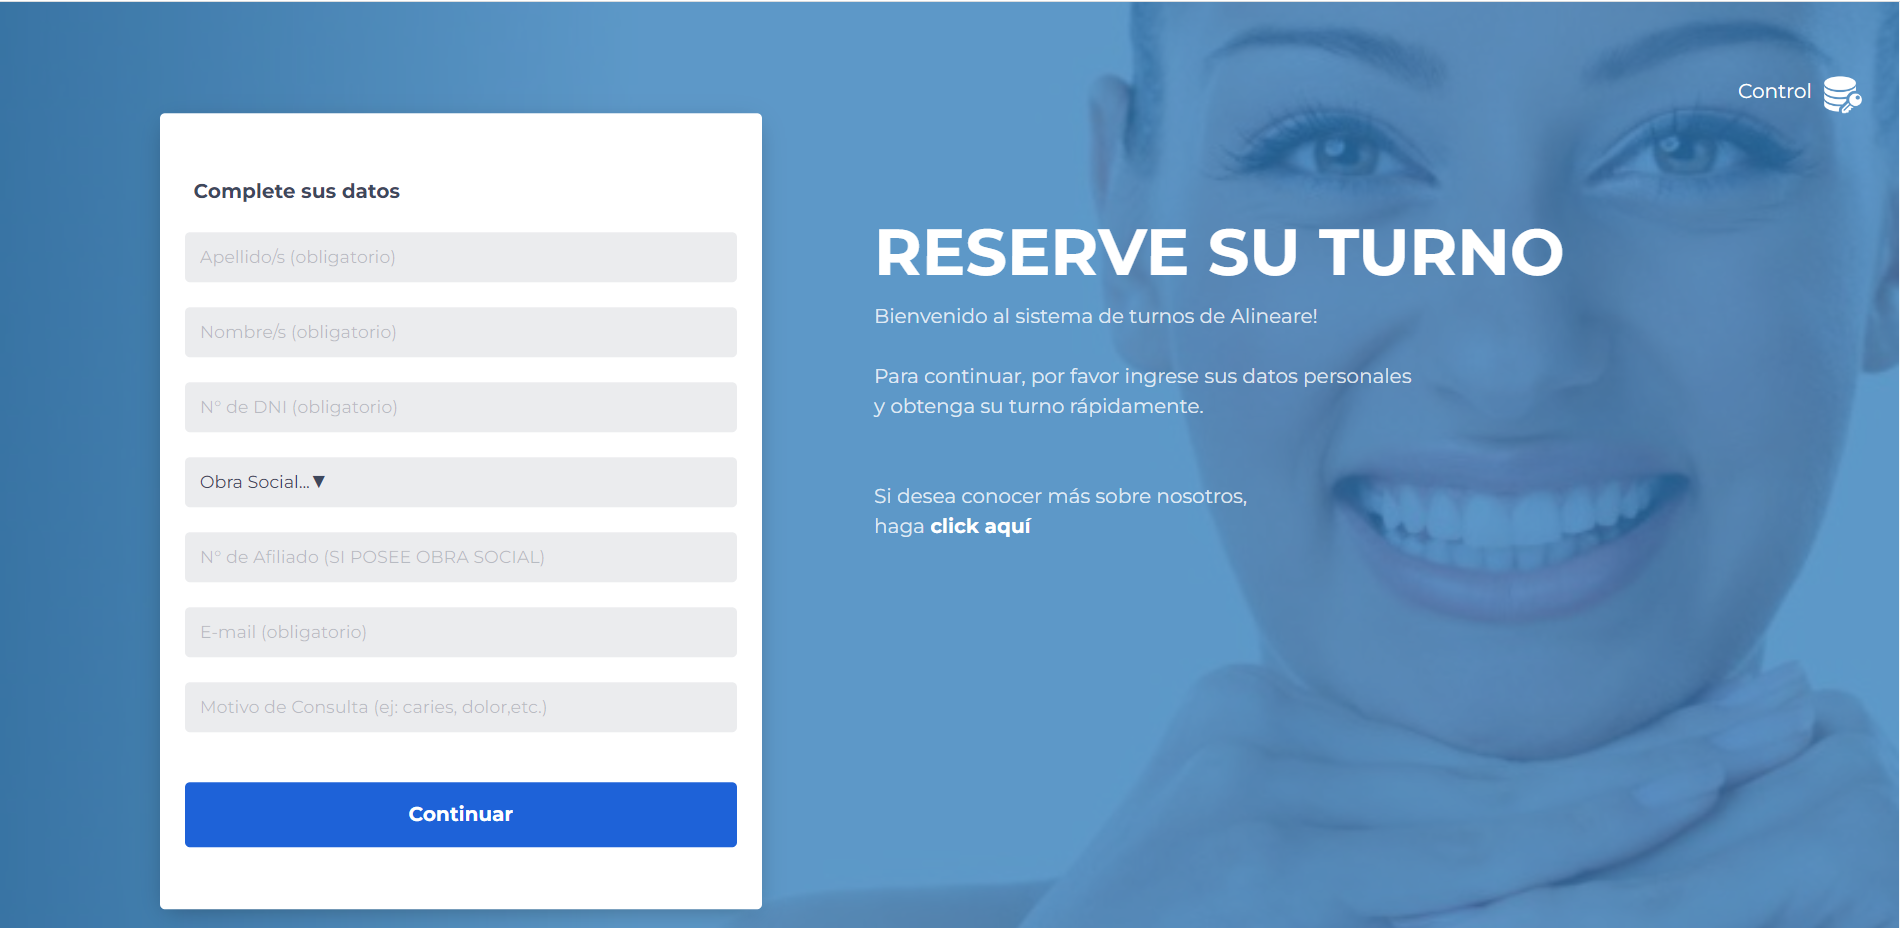 Control
Complete sus datos
Apellido/s (obligatorio)
Nombre/s (obligatorio)
N° de DNI (obligatorio)
Obra Social...▼
N° de Afiliado (SI POSEE OBRA SOCIAL)
E-mail (obligatorio)
Motivo de Consulta (ej: caries, dolor,etc.)
Continuar
RESERVE SU TURNO
Bienvenido al sistema de turnos de Alineare!
Para continuar, por favor ingrese sus datos personales
y obtenga su turno rápidamente.
Si desea conocer más sobre nosotros,
haga click aquí